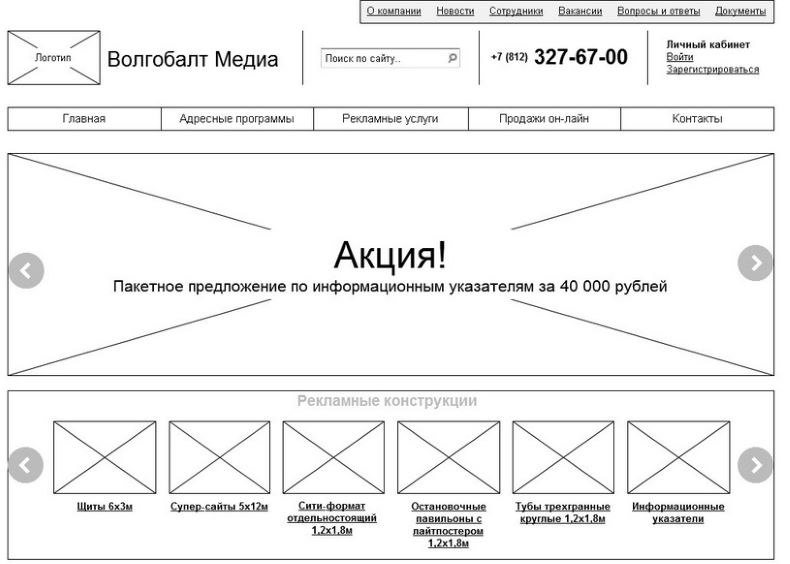 О компании Новости Сотрудники Вакансии Вопросы и ответы Документы
Логотип
Волгобалт Медиа
Поиск по сайту..
+7 (812) 327-67-00
Личный кабинет
Войти
Зарегистрироваться
Главная Адресные программы Рекламные услуги Продажи он-лайн Контакты
Акция!
Пакетное предложение по информационным указателям за 40 000 рублей
Рекламные конструкции
Щиты 6х3м
Супер-сайты 5х12м
Сити-формат
отдельностоящий
1,2х1,8м
Остановочные
павильоны с
лайтпостером
1,2х1,8м
Тубы трехгранные
круглые 1,2х1,8м
Информационные
указатели